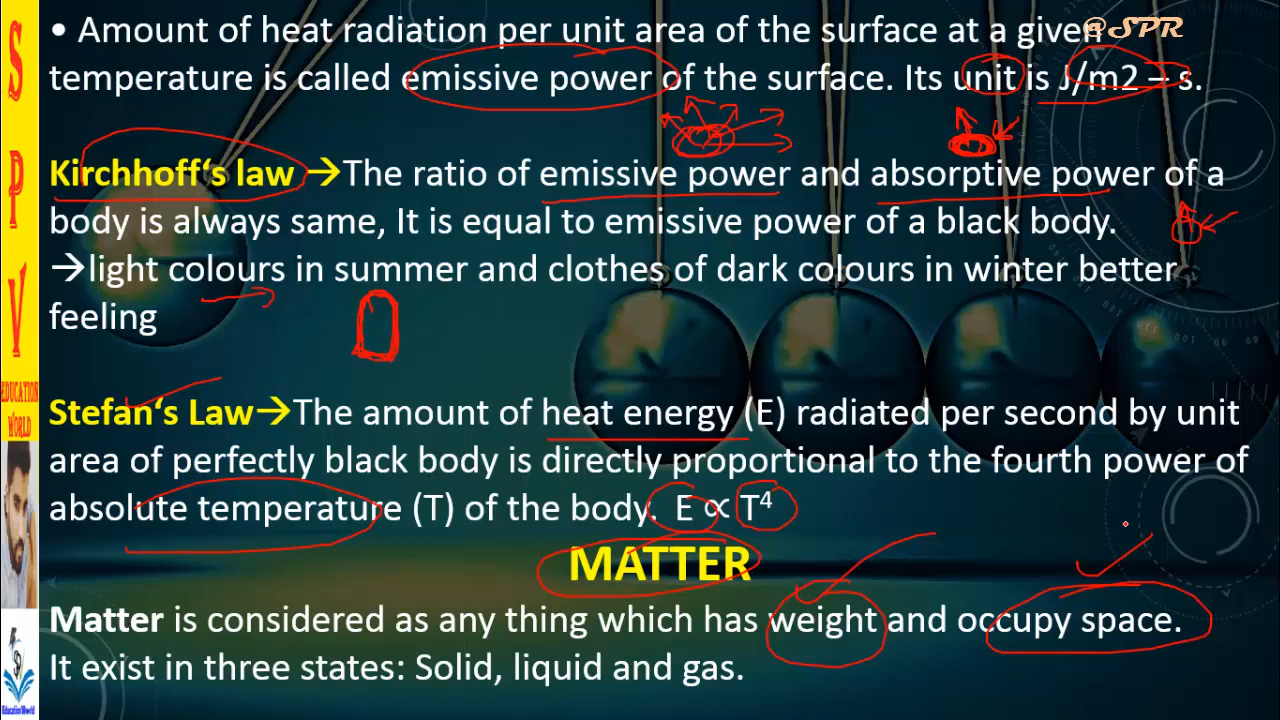 @SPR
• Amount of heat radiation per unit area of the surface at a given
temperature is called emissive power of the surface. Its unit is J/m2 – s.
Kirchhoff‘s law →The ratio of emissive power and absorptive power of a
body is always same, It is equal to emissive power of a black body.
→light colours in summer and clothes of dark colours in winter better
feeling
Stefan‘s Law→The amount of heat energy (E) radiated per second by unit
area of perfectly black body is directly proportional to the fourth power of
absolute temperature (T) of the body. E ∝ T⁴
MATTER
Matter is considered as any thing which has weight and occupy space.
It exist in three states: Solid, liquid and gas.
S
P
V
EDUCATION
WORLD
EducationWorld